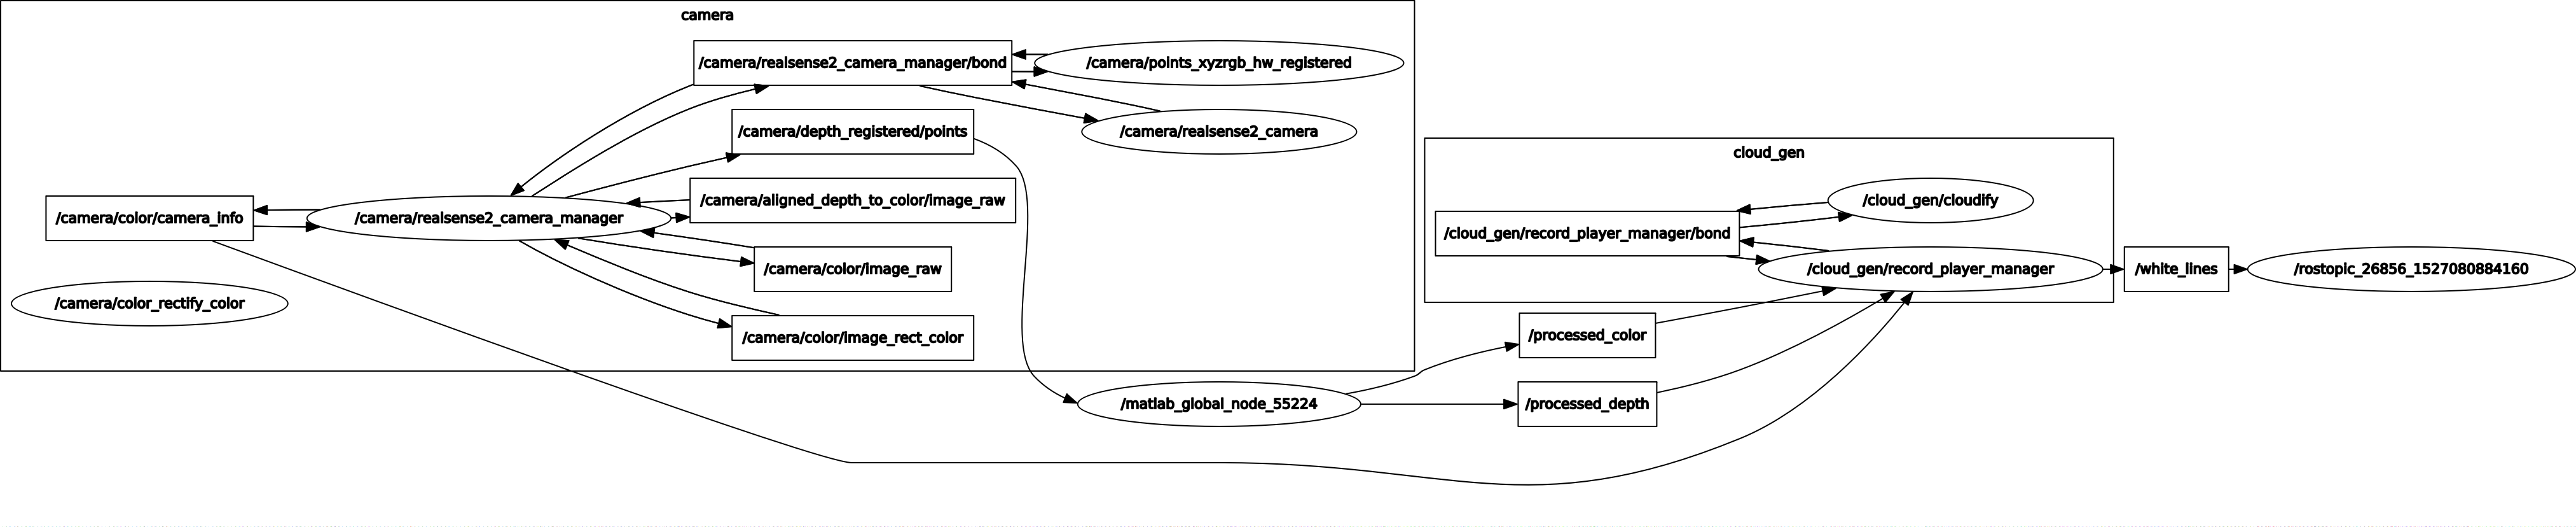 camera
/camera/realsense2_camera_manager/bond
/camera/points_xyzrgb_hw_registered
/camera/depth_registered/points
/camera/realsense2_camera
/camera/aligned_depth_to_color/image_raw
/camera/color/camera_info
/camera/realsense2_camera_manager
/camera/color/image_raw
/camera/color_rectify_color
/camera/color/image_rect_color
/matlab_global_node_55224
cloud_gen
/cloud_gen/cloudify
/cloud_gen/record_player_manager/bond
/cloud_gen/record_player_manager
/white_lines
/rostopic_26856_1527080884160
/processed_color
/processed_depth